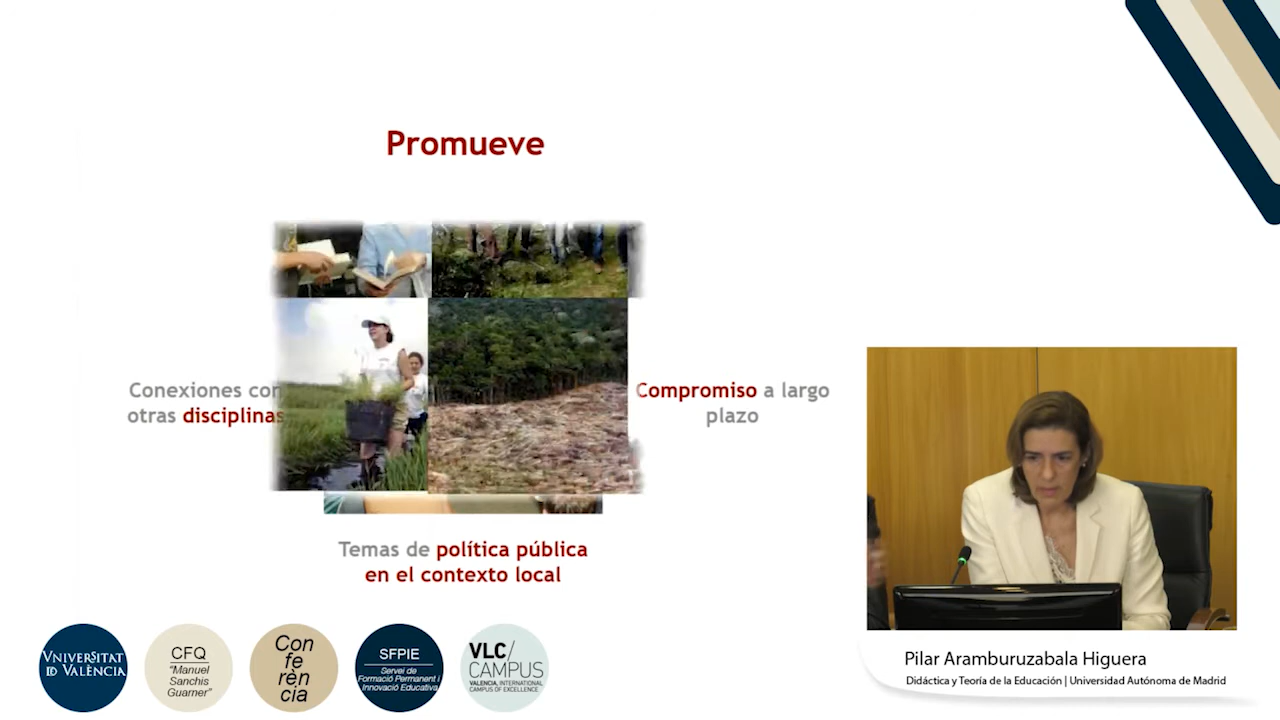 Promueve
Conexiones con
otras disciplinas
Compromiso a largo
plazo
Temas de política pública
en el contexto local
VNIVERSITAT
ID VALÈNCIA
CFQ
"Manuel
Sanchis
Guarner"
Con
fe
rèn
cia
SFPIE
Servei de
Formació Permanent i
Innovació Educativa
VLC/
CAMPUS
VALENCIA, INTERNATIONAL
CAMPUS OF EXCELLENCE
Pilar Aramburuzabala Higuera
Didáctica y Teoría de la Educación | Universidad Autónoma de Madrid